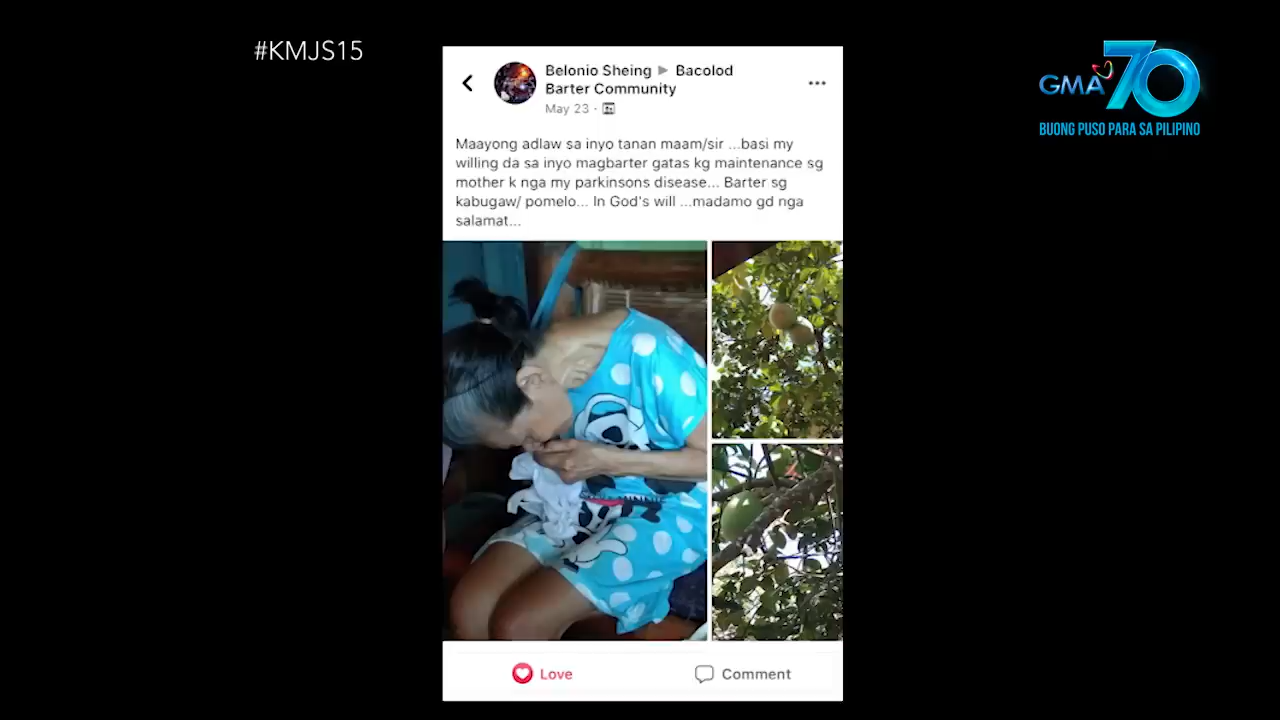 #KMJS15
GMA 70
BUONG PUSO PARA SA PILIPINO
Belonio Sheing ▶ Bacolod
Barter Community
May 23 ·
Maayong adlaw sa inyo tanan maam/sir ...basi my
willing da sa inyo magbarter gatas kg maintenance sg
mother k nga my parkinsons disease... Barter sg
kabugaw/ pomelo... In God's will ...madamo gd nga
salamat...
Love
Comment